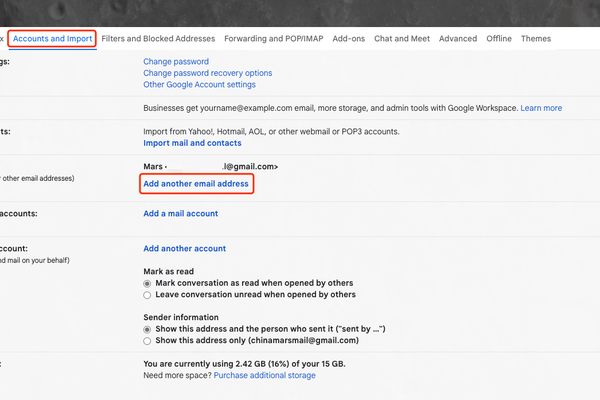 x Accounts and Import Filters and Blocked Addresses Forwarding and POP/IMAP Add-ons Chat and Meet Advanced Offline Themes
gs: Change password
Change password recovery options
Other Google Account settings
Businesses get yourname@example.com email, more storage, and admin tools with Google Workspace. Learn more
ts: Import from Yahoo!, Hotmail, AOL, or other webmail or POP3 accounts.
Import mail and contacts
Mars .l@gmail.com>
r other email addresses) Add another email address
accounts: Add a mail account
ccount: Add another account
nd mail on your behalf)
Mark as read
Mark conversation as read when opened by others
Leave conversation unread when opened by others
Sender information
Show this address and the person who sent it ("sent by ...")
Show this address only (chinamarsmail@gmail.com)
: You are currently using 2.42 GB (16%) of your 15 GB.
Need more space? Purchase additional storage